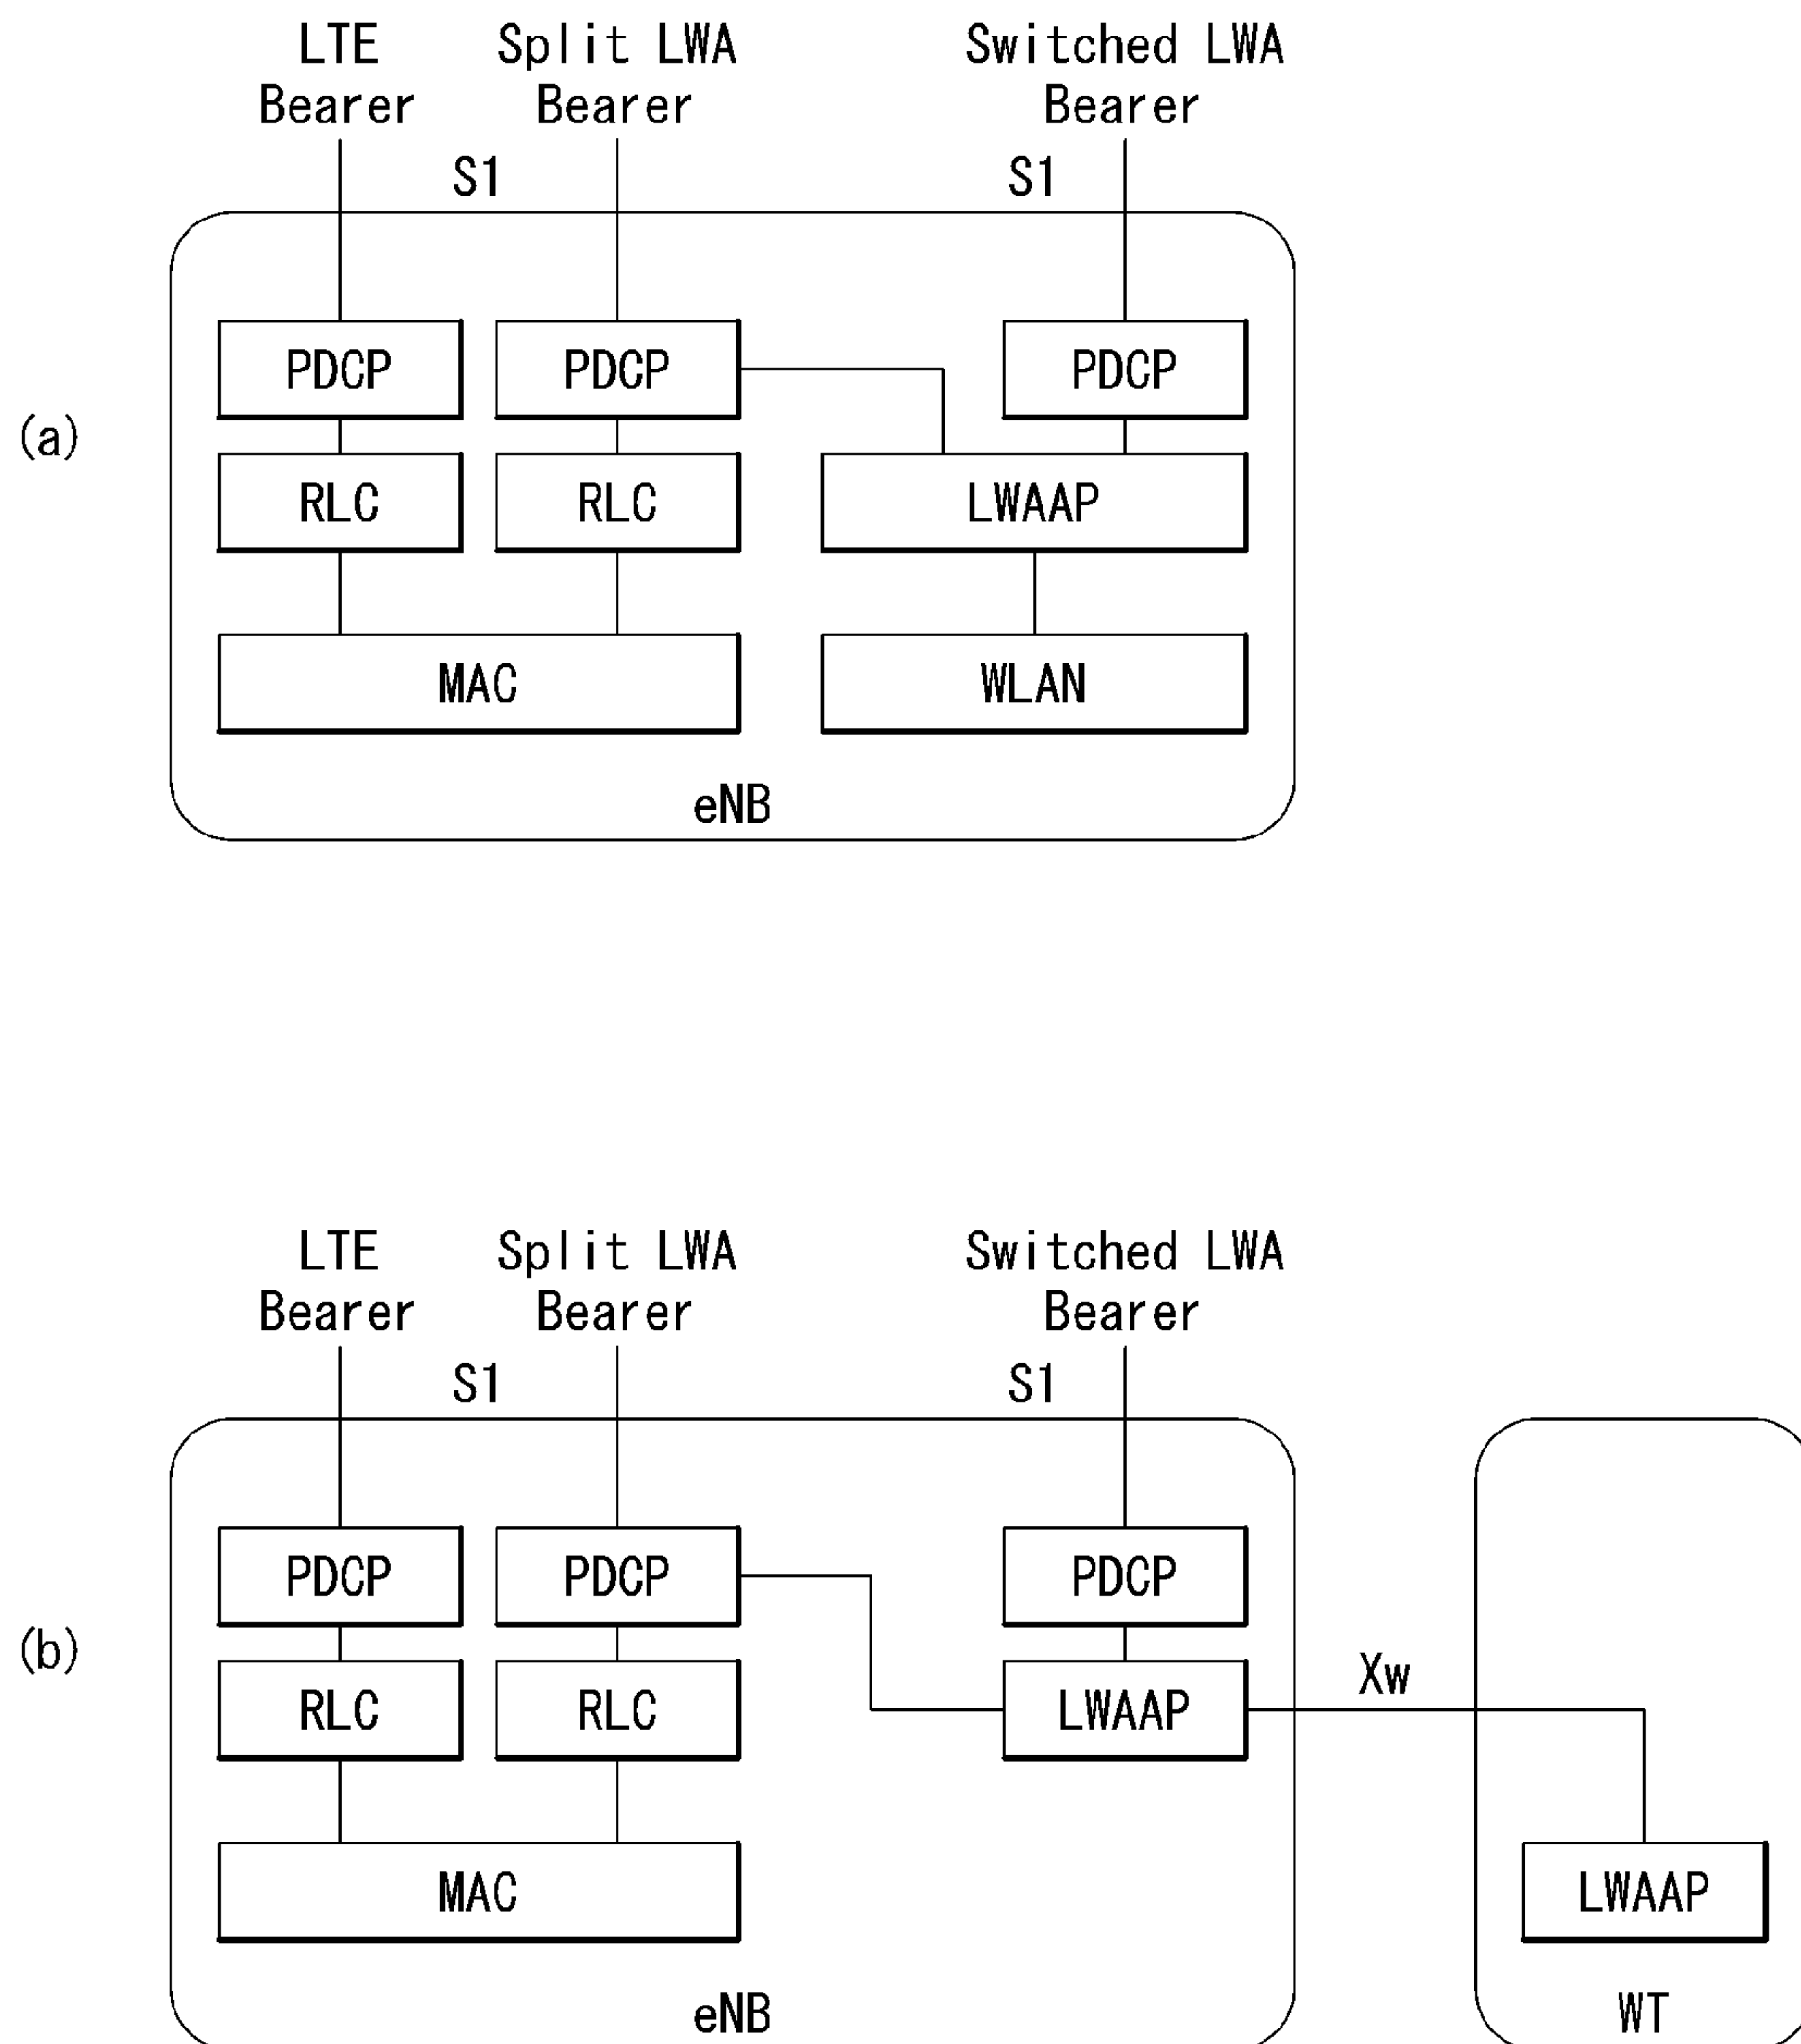 LTE Split LWA Switched LWA
Bearer Bearer Bearer
S1 S1
PDCP PDCP PDCP
(a)
RLC RLC LWAAP
MAC WLAN
eNB
LTE Split LWA Switched LWA
Bearer Bearer Bearer
S1 S1
PDCP PDCP PDCP
(b)
Xw
RLC RLC LWAAP
MAC LWAAP
eNB WT